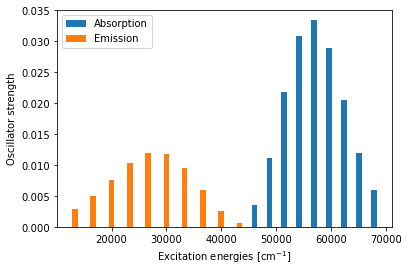 0.035
0.030
0.025
0.020
0.015
0.010
0.005
0.000
Oscillator strength
Absorption
Emission
20000 30000 40000 50000 60000 70000
Excitation energies [cm⁻¹]